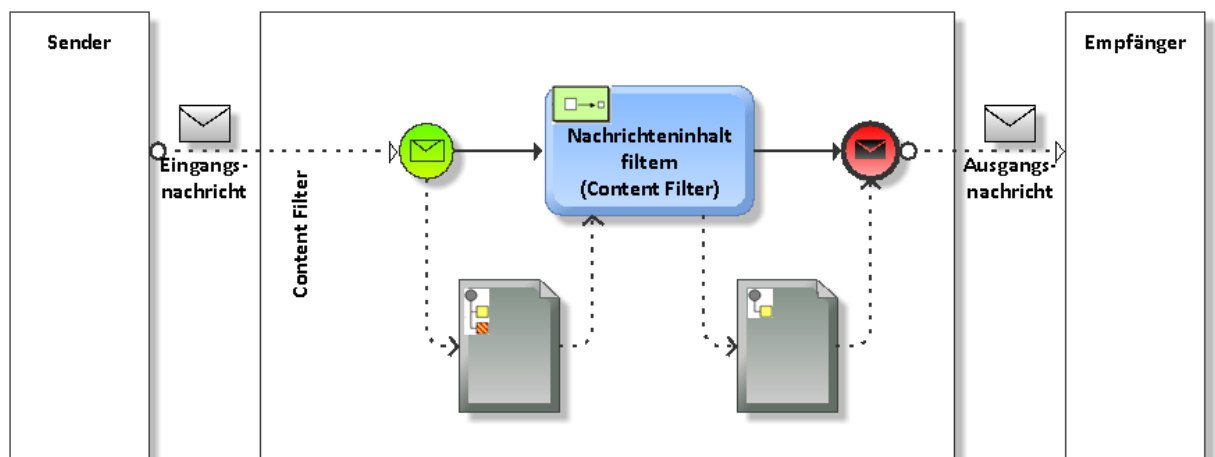 Sender
Eingangs-
nachricht
Content Filter
Nachrichteninhalt
filtern
(Content Filter)
Ausgangs-
nachricht
Empfänger